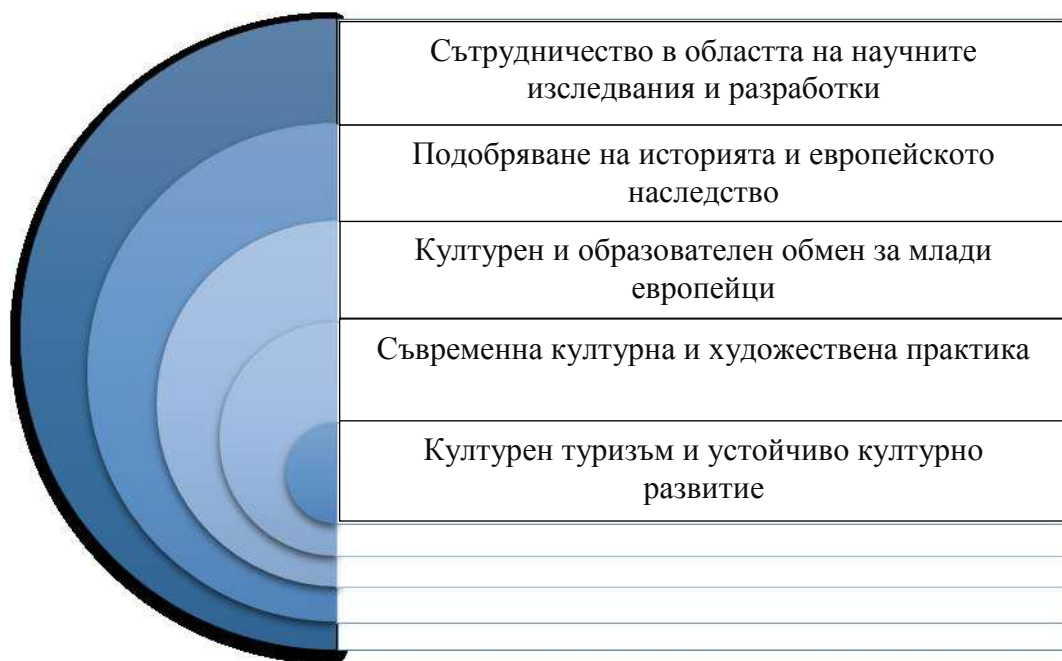 Сътрудничество в областта на научните
изследвания и разработки
Подобряване на историята и европейското
наследство
Културен и образователен обмен за млади
европейци
Съвременна културна и художествена практика
Културен туризъм и устойчиво културно
развитие